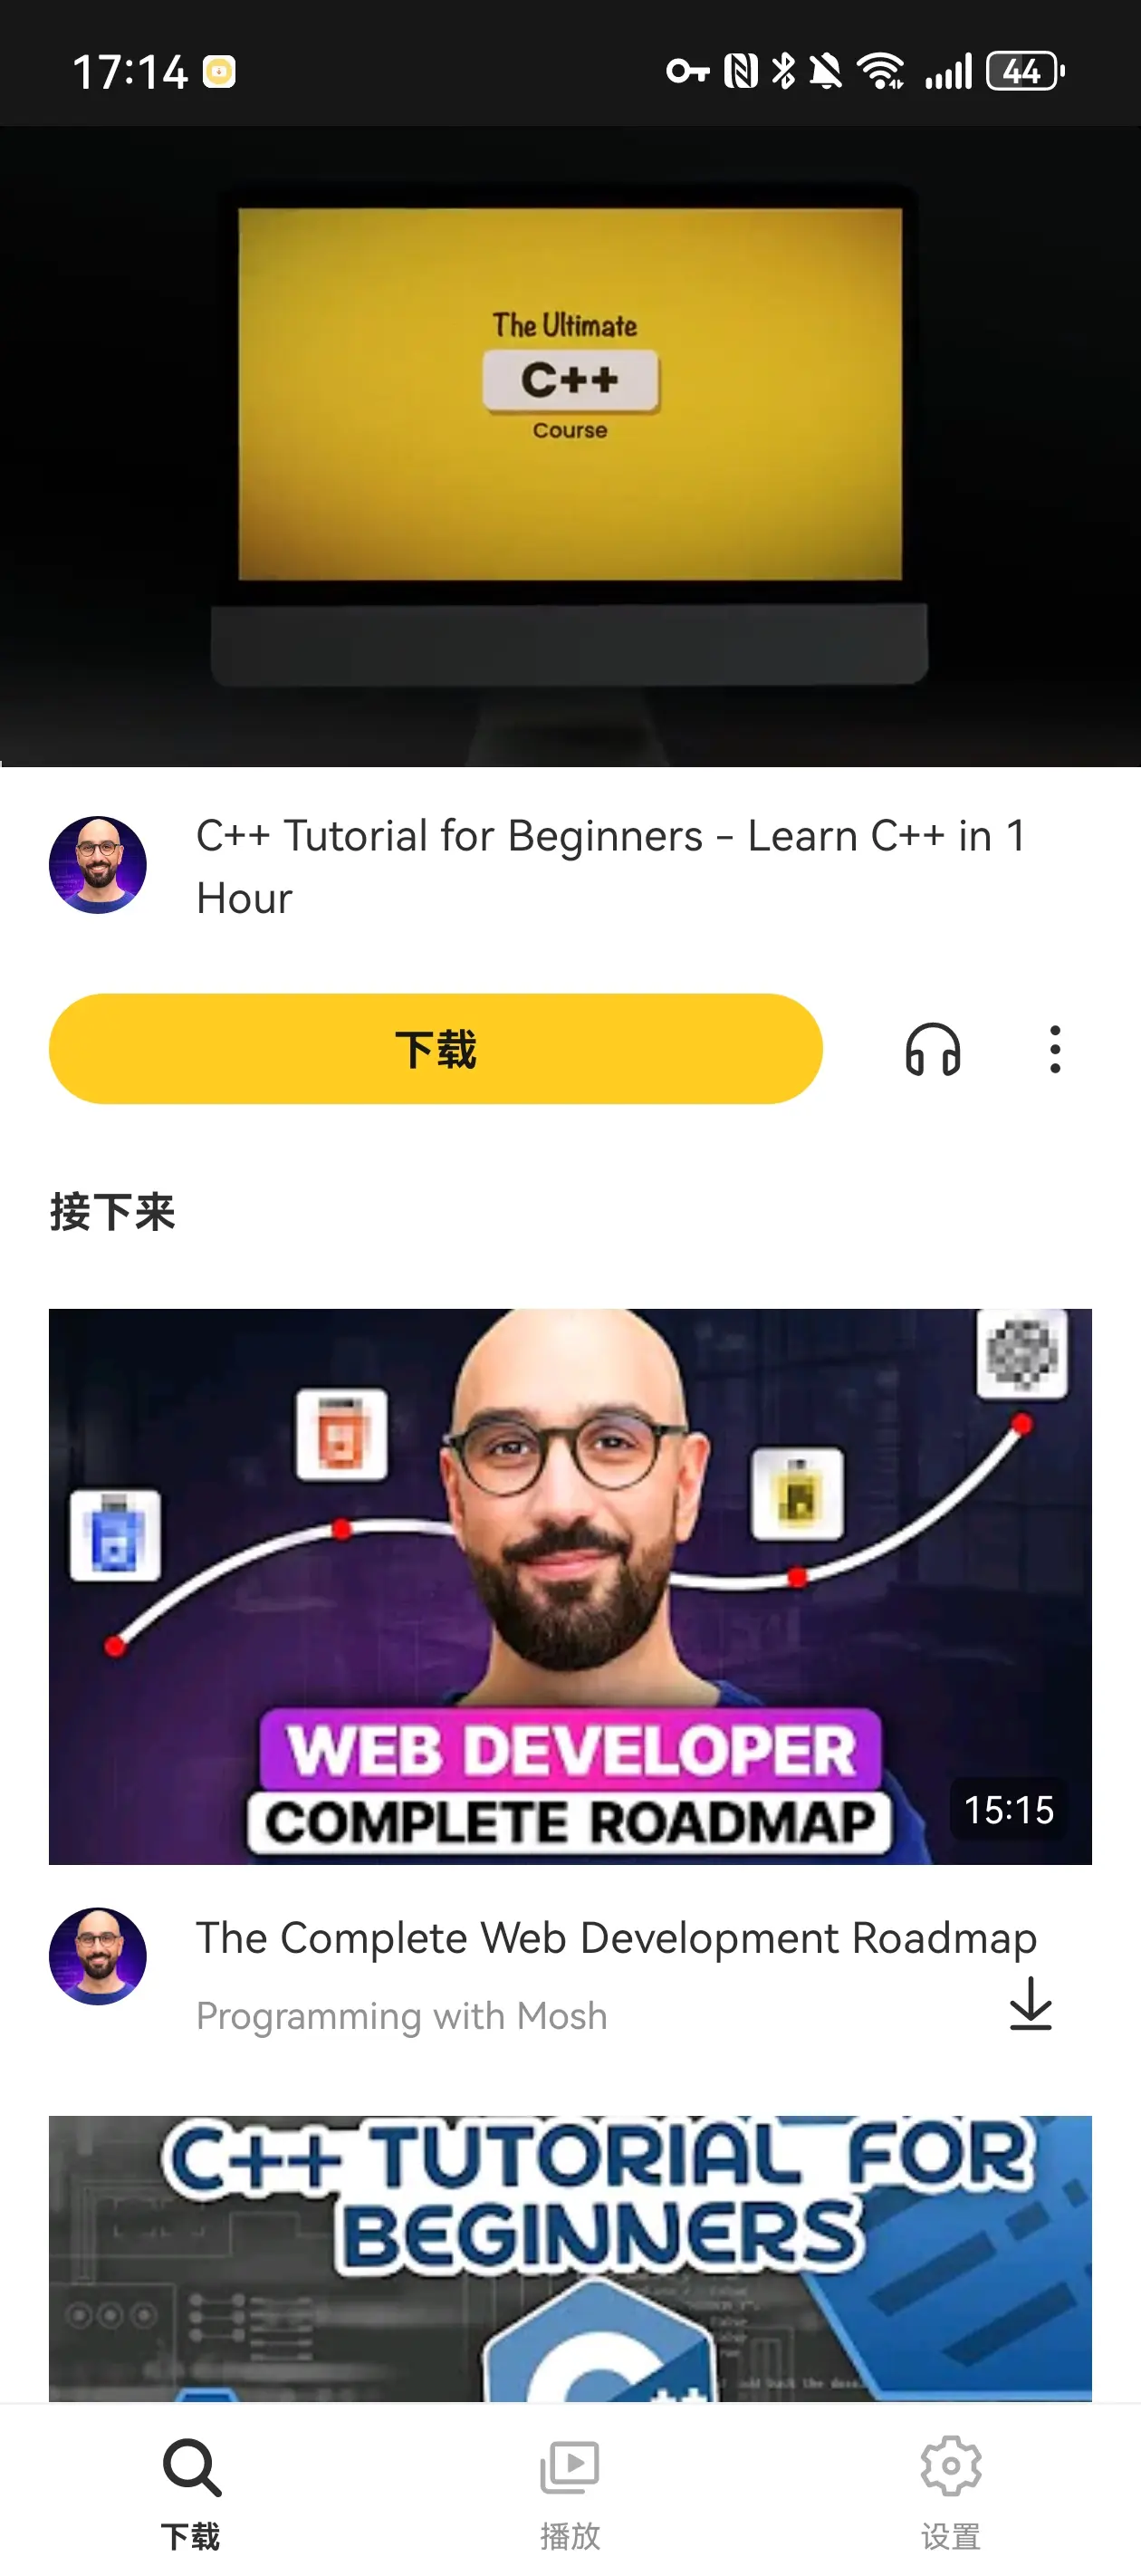 17:14
44
The Ultimate
C++
Course
C++ Tutorial for Beginners - Learn C++ in 1
Hour
下载
接下来
WEB DEVELOPER
COMPLETE ROADMAP
15:15
The Complete Web Development Roadmap
Programming with Mosh
C++ TUTORIAL FOR
BEGINNERS
C++
下载
播放
设置